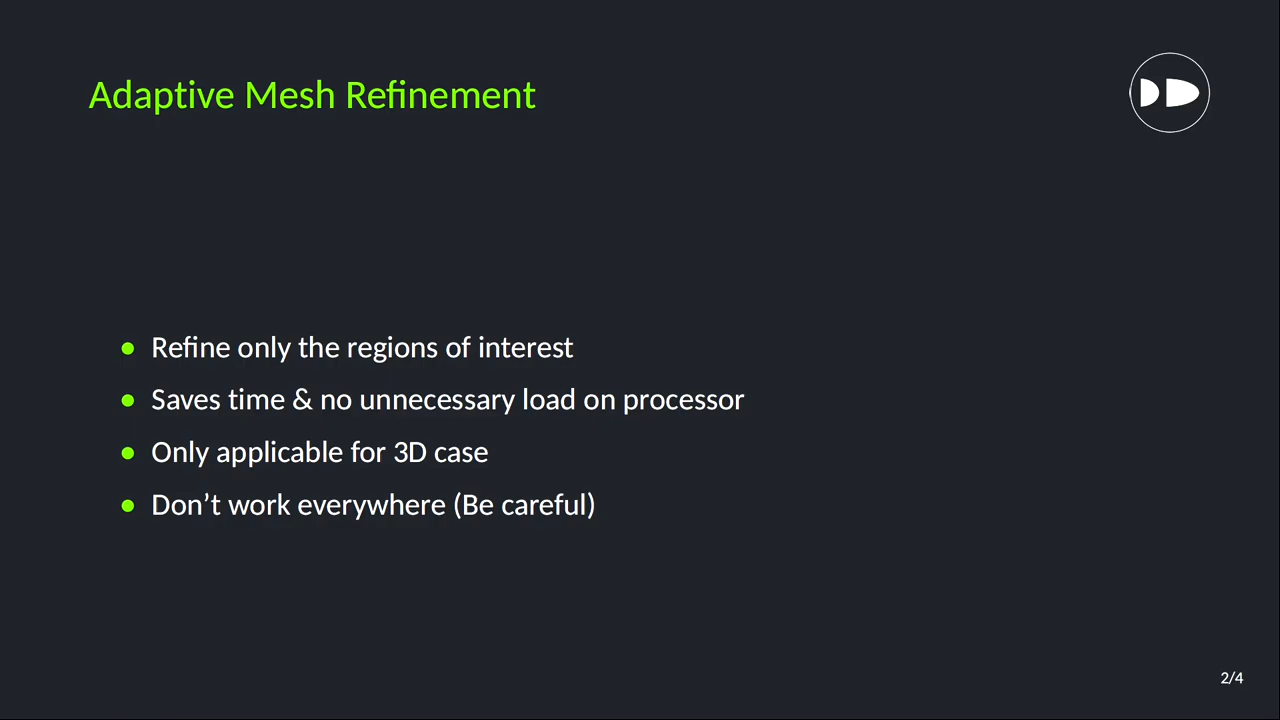 Adaptive Mesh Refinement
• Refine only the regions of interest
• Saves time & no unnecessary load on processor
• Only applicable for 3D case
• Don’t work everywhere (Be careful)
2/4